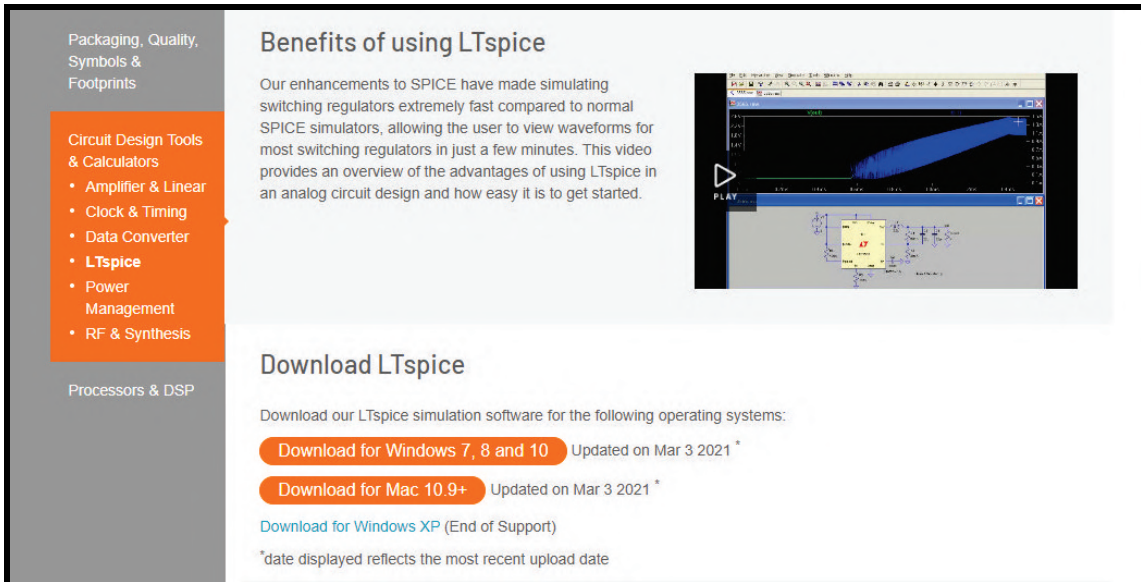 Packaging, Quality,
Symbols &
Footprints
Circuit Design Tools
& Calculators
• Amplifier & Linear
• Clock & Timing
• Data Converter
• LTspice
• Power
Management
• RF & Synthesis
Processors & DSP
Benefits of using LTspice
Our enhancements to SPICE have made simulating
switching regulators extremely fast compared to normal
SPICE simulators, allowing the user to view waveforms for
most switching regulators in just a few minutes. This video
provides an overview of the advantages of using LTspice in
an analog circuit design and how easy it is to get started.
PLAY
Download LTspice
Download our LTspice simulation software for the following operating systems:
Download for Windows 7, 8 and 10 Updated on Mar 3 2021 *
Download for Mac 10.9+ Updated on Mar 3 2021 *
Download for Windows XP (End of Support)
*date displayed reflects the most recent upload date